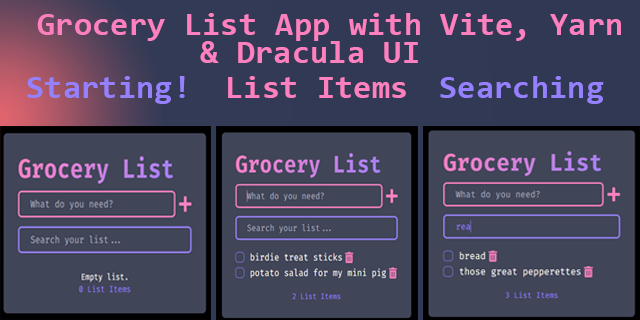 Grocery List App with Vite, Yarn
& Dracula UI
Starting! List Items Searching
Grocery List
What do you need?
+
Search your list...
Empty list.
0 List Items
Grocery List
What do you need?
+
Search your list...
birdie treat sticks
potato salad for my mini pig
2 List Items
Grocery List
What do you need?
+
rea
bread
those great pepperettes
3 List Items